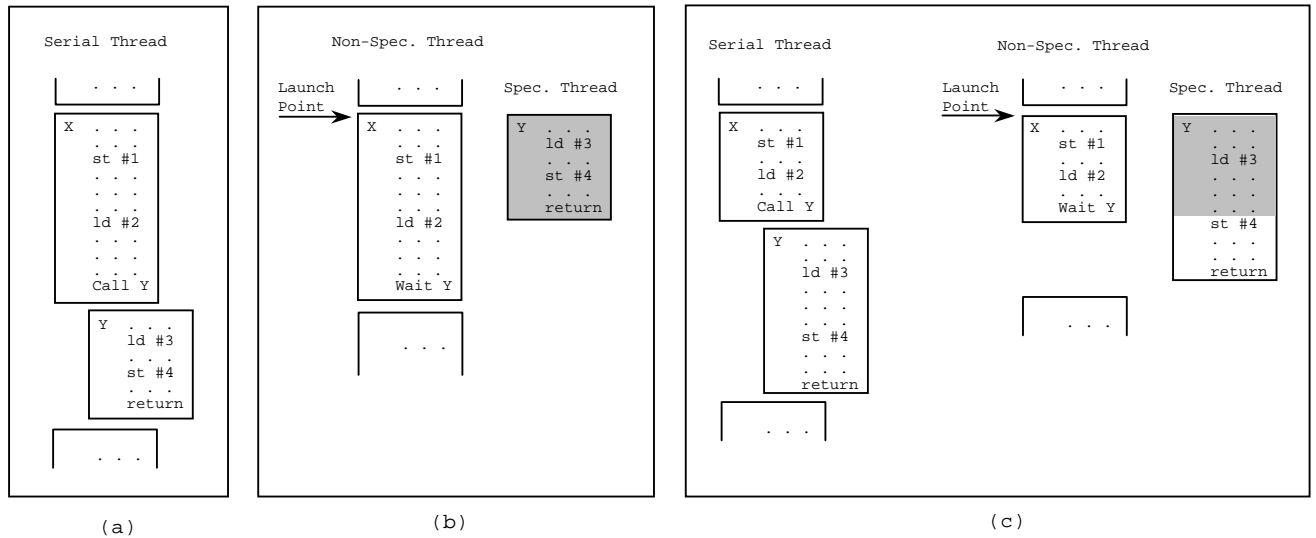 Serial Thread
. . .
X . . .
st #1
. . .
. . .
. . .
ld #2
. . .
. . .
. . .
Call Y
Y . . .
ld #3
. . .
st #4
. . .
return
. . .
(a)
Non-Spec. Thread
Launch
Point
. . .
Spec. Thread
X . . .
st #1
. . .
. . .
. . .
ld #2
. . .
. . .
. . .
Wait Y
Y . . .
ld #3
. . .
st #4
. . .
return
. . .
(b)
Serial Thread
. . .
X . . .
st #1
. . .
ld #2
. . .
Call Y
Y . . .
. . .
ld #3
. . .
. . .
. . .
st #4
. . .
. . .
return
. . .
Non-Spec. Thread
Launch
Point
. . .
Spec. Thread
X . . .
st #1
. . .
ld #2
. . .
Wait Y
Y . . .
. . .
ld #3
. . .
. . .
. . .
st #4
. . .
. . .
return
. . .
(c)